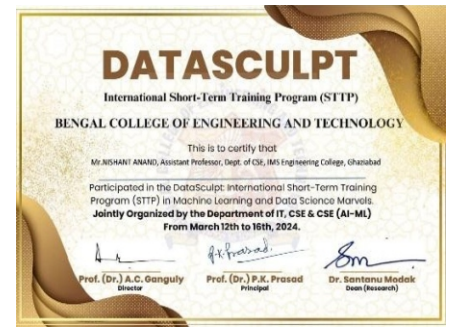 DATASCULPT
International Short-Term Training Program (STTP)
BENGAL COLLEGE OF ENGINEERING AND TECHNOLOGY
This is to certify that
Mr.NISHANT ANAND, Assistant Professor, Dept. of CSE, IMS Engineering College, Ghaziabad
Participated in the DataSculpt: International Short-Term Training
Program (STTP) in Machine Learning and Data Science Marvels.
Jointly Organized by the Department of IT, CSE & CSE (AI-ML)
From March 12th to 16th, 2024.
P.K. Prasad.
Prof. (Dr.) A.C. Ganguly Prof. (Dr.) P.K. Prasad Dr. Santanu Modak
Director Principal Dean (Research)